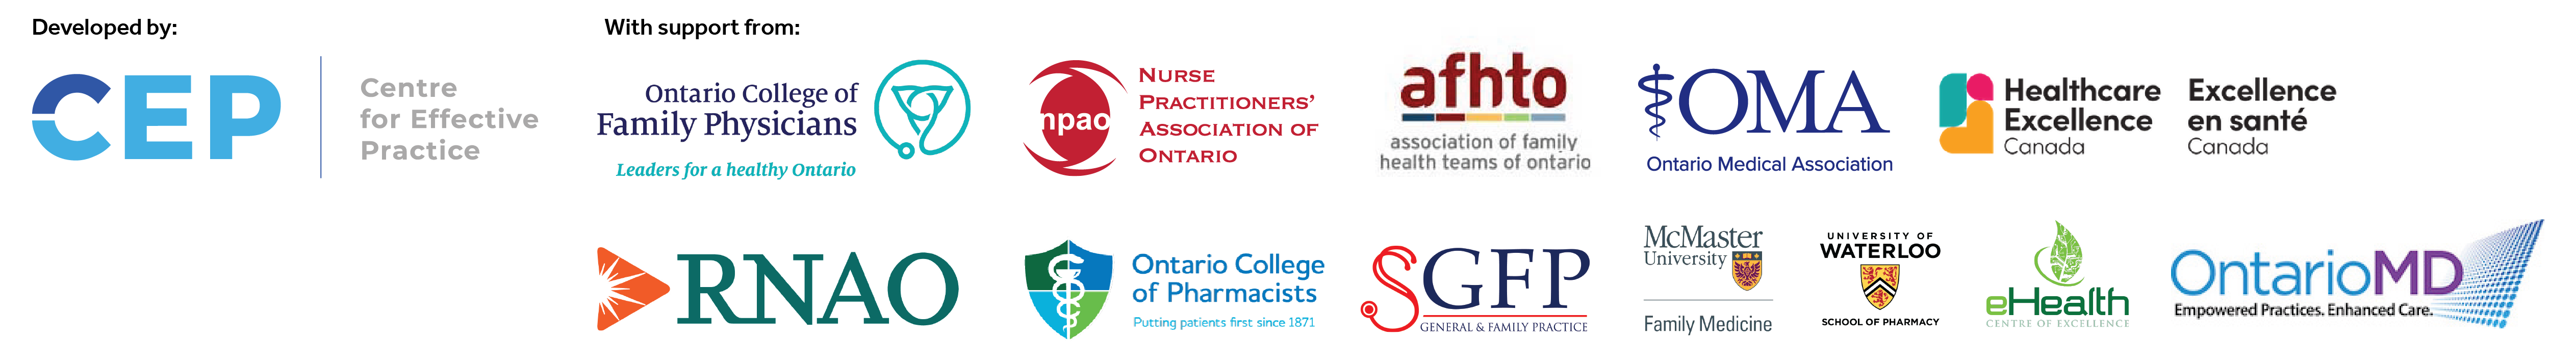 Developed by:
With support from:
CEP
Centre
for Effective
Practice
Ontario College of
Family Physicians
Leaders for a healthy Ontario
npao
NURSE
PRACTITIONERS'
ASSOCIATION OF
ONTARIO
afhto
association of family
health teams of ontario
OMA
Ontario Medical Association
Healthcare
Excellence
Canada
Excellence
en santé
Canada
RNAO
Ontario College
of Pharmacists
Putting patients first since 1871
SGFP
GENERAL & FAMILY PRACTICE
McMaster
University
Family Medicine
UNIVERSITY OF
WATERLOO
SCHOOL OF PHARMACY
eHealth
CENTRE OF EXCELLENCE
OntarioMD
Empowered Practices. Enhanced Care.